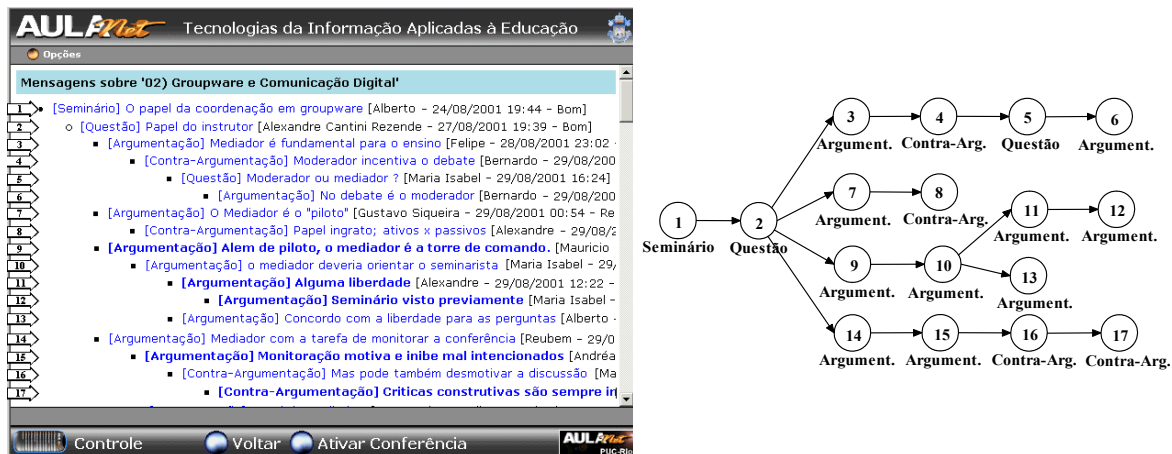 AULANet Tecnologias da Informação Aplicadas à Educação
Opções
Mensagens sobre '02) Groupware e Comunicação Digital'
1 [Seminário] O papel da coordenação em groupware [Alberto - 24/08/2001 19:44 - Bom]
2 [Questão] Papel do instrutor [Alexandre Cantini Rezende - 27/08/2001 19:39 - Bom]
3 [Argumentação] Mediador é fundamental para o ensino [Felipe - 28/08/2001 23:02 -
4 [Contra-Argumentação] Moderador incentiva o debate [Bernardo - 29/08/200
5 [Questão] Moderador ou mediador ? [Maria Isabel - 29/08/2001 16:24]
6 [Argumentação] No debate é o moderador [Bernardo - 29/08/200
7 [Argumentação] O Mediador é o "piloto" [Gustavo Siqueira - 29/08/2001 00:54 - Re
8 [Contra-Argumentação] Papel ingrato; ativos x passivos [Alexandre - 29/08/2
9 [Argumentação] Alem de piloto, o mediador é a torre de comando. [Mauricio
10 [Argumentação] o mediador deveria orientar o seminarista [Maria Isabel - 29,
11 [Argumentação] Alguma liberdade [Alexandre - 29/08/2001 12:22 -
12 [Argumentação] Seminário visto previamente [Maria Isabel -
13 [Argumentação] Concordo com a liberdade para as perguntas [Alberto -
14 [Argumentação] Mediador com a tarefa de monitorar a conferência [Reubem - 29/0
15 [Argumentação] Monitoração motiva e inibe mal intencionados [Andréa
16 [Contra-Argumentação] Mas pode também desmotivar a discussão [Ma
17 [Contra-Argumentação] Criticas construtivas são sempre in
Controle Voltar Ativar Conferência AULANet
PUC-Rio
3 4 5 6
Argument. Contra-Arg. Questão Argument.
7 8
Argument. Contra-Arg.
1 2
Seminário Questão
11 12
Argument. Argument.
9 10 13
Argument. Argument. Argument.
14 15 16 17
Argument. Argument. Contra-Arg. Contra-Arg.